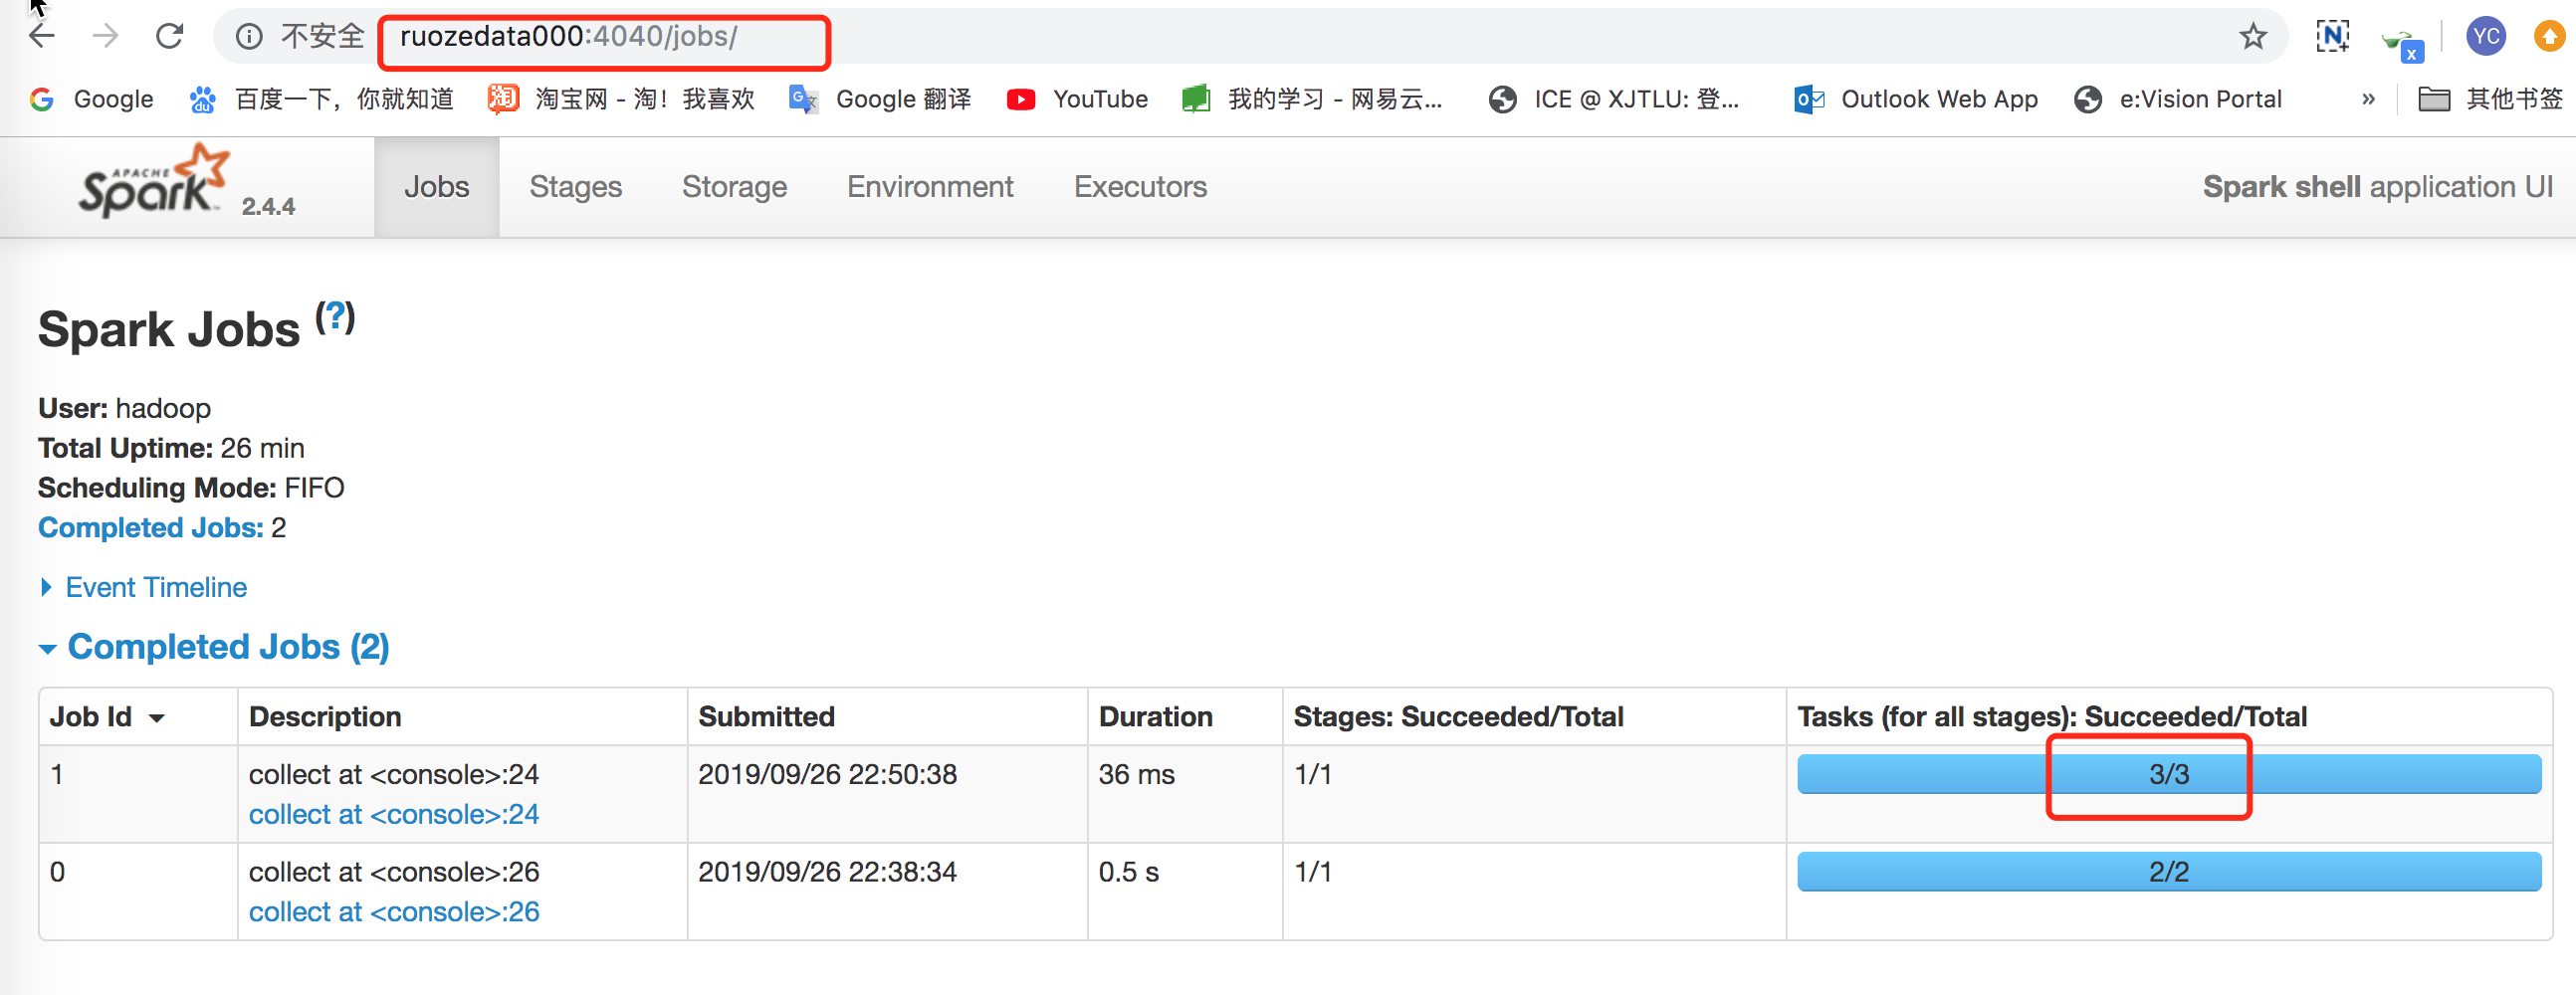 不安全 ruozedata000:4040/jobs/
YC
Google 百度一下，你就知道 淘宝网 - 淘！我喜欢 Google 翻译 YouTube 我的学习 - 网易云... ICE @ XJTLU: 登... Outlook Web App e:Vision Portal » 其他书签
APACHE Spark 2.4.4 Jobs Stages Storage Environment Executors Spark shell application UI
Spark Jobs (?)
User: hadoop
Total Uptime: 26 min
Scheduling Mode: FIFO
Completed Jobs: 2
Event Timeline
Completed Jobs (2)
Job Id Description Submitted Duration Stages: Succeeded/Total Tasks (for all stages): Succeeded/Total
1 collect at <console>:24 2019/09/26 22:50:38 36 ms 1/1 3/3
collect at <console>:24
0 collect at <console>:26 2019/09/26 22:38:34 0.5 s 1/1 2/2
collect at <console>:26